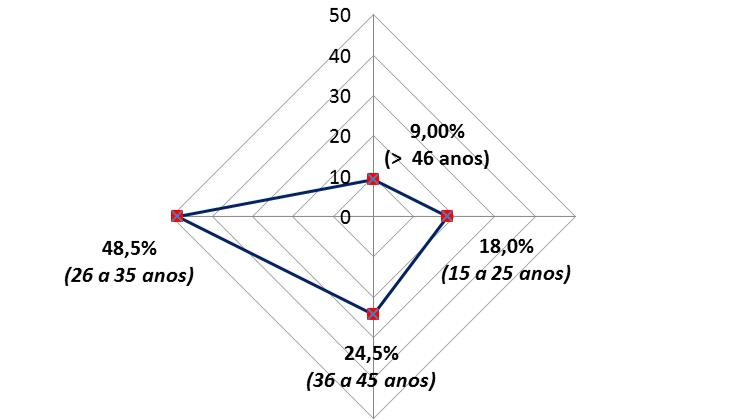 50
40
30
20
10
0
9,00%
(> 46 anos)
18,0%
(15 a 25 anos)
48,5%
(26 a 35 anos)
24,5%
(36 a 45 anos)